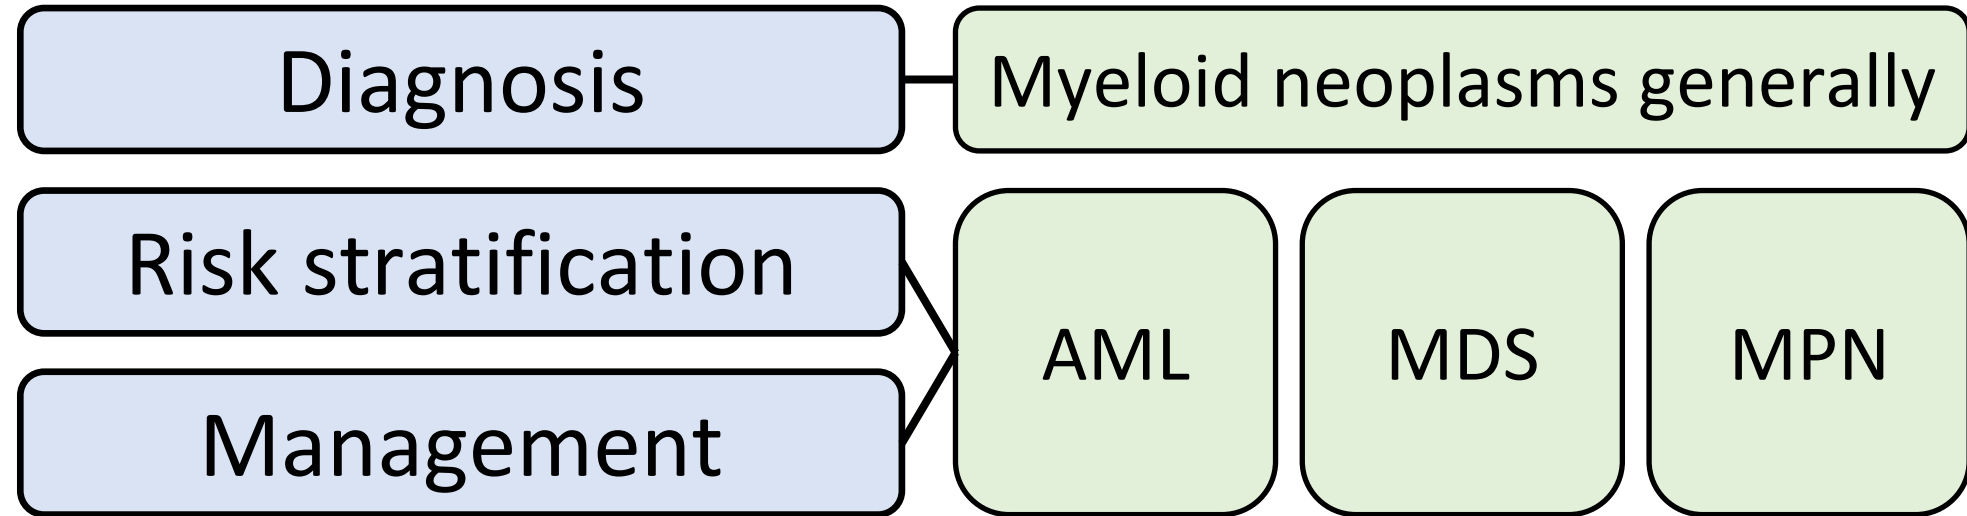 Diagnosis
Myeloid neoplasms generally
Risk stratification
Management
AML
MDS
MPN